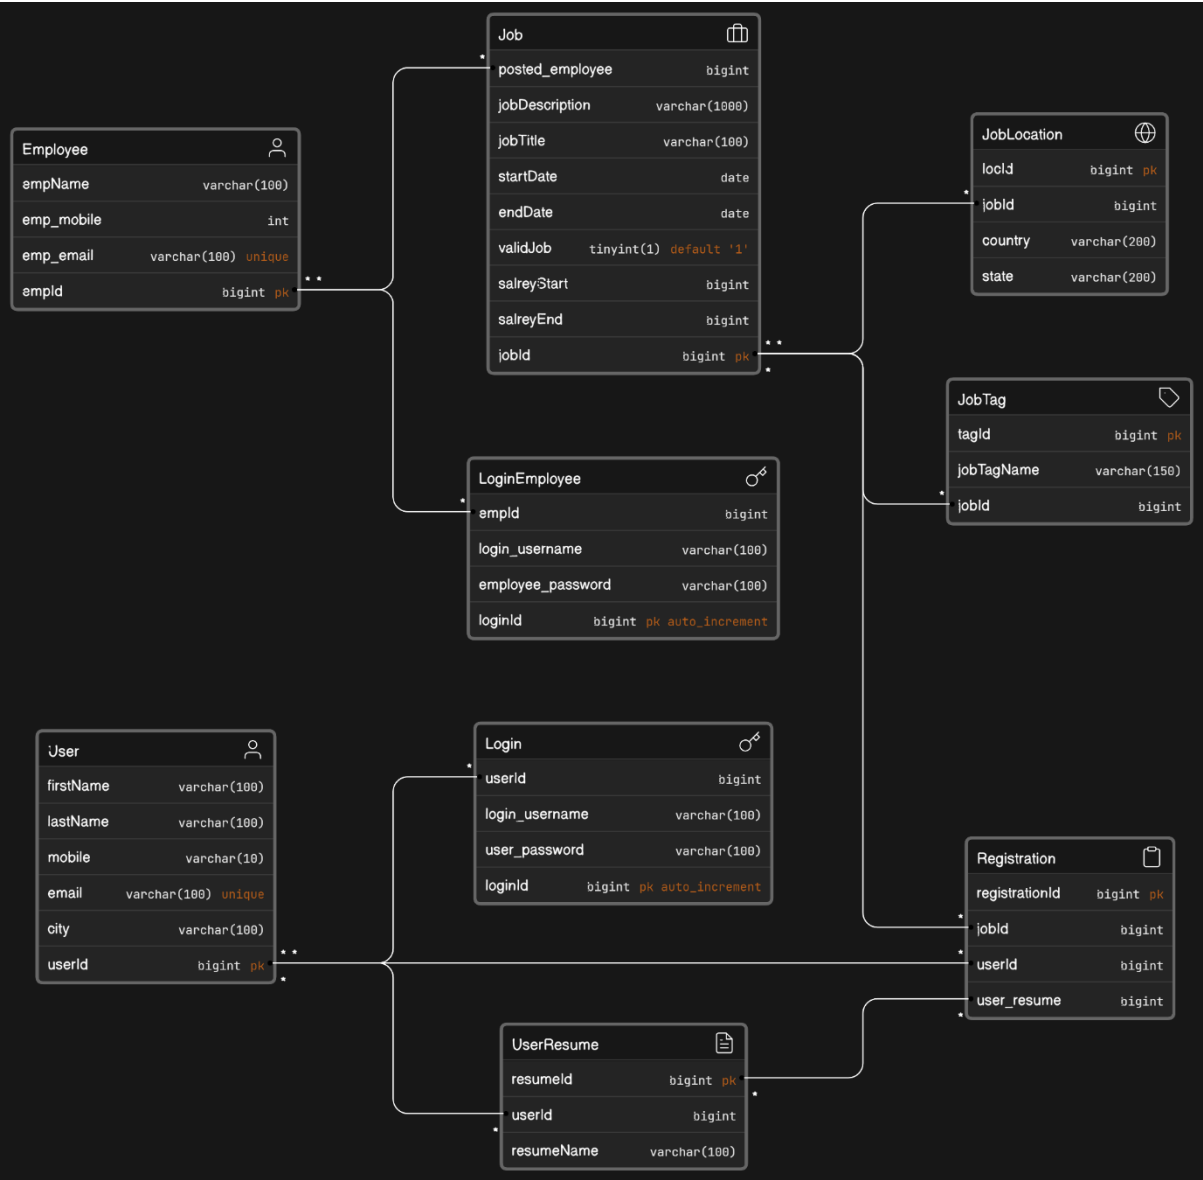 Job
posted_employee bigint
jobDescription varchar(1000)
jobTitle varchar(100)
startDate date
endDate date
validJob tinyint(1) default '1'
salreyStart bigint
salreyEnd bigint
jobId bigint pk
Employee
empName varchar(100)
emp_mobile int
emp_email varchar(100) unique
empId bigint pk
JobLocation
locId bigint pk
jobId bigint
country varchar(200)
state varchar(200)
JobTag
tagId bigint pk
jobTagName varchar(150)
jobId bigint
LoginEmployee
empId bigint
login_username varchar(100)
employee_password varchar(100)
loginId bigint pk auto_increment
User
firstName varchar(100)
lastName varchar(100)
mobile varchar(10)
email varchar(100) unique
city varchar(100)
userId bigint pk
Login
userId bigint
login_username varchar(100)
user_password varchar(100)
loginId bigint pk auto_increment
Registration
registrationId bigint pk
jobId bigint
userId bigint
user_resume bigint
UserResume
resumeId bigint pk
userId bigint
resumeName varchar(100)